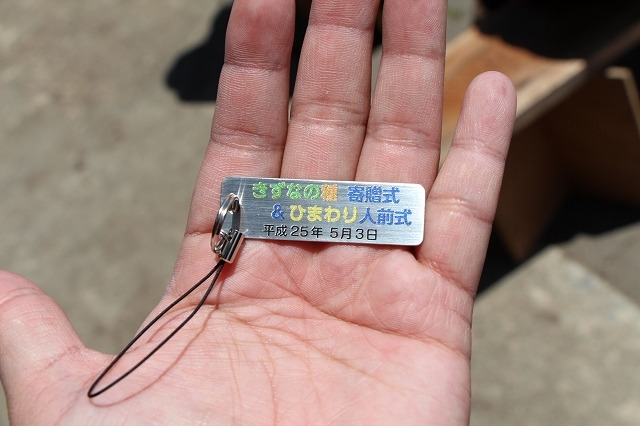 きずなの種 寄贈式
& ひまわり人前式
平成25年 5月3日